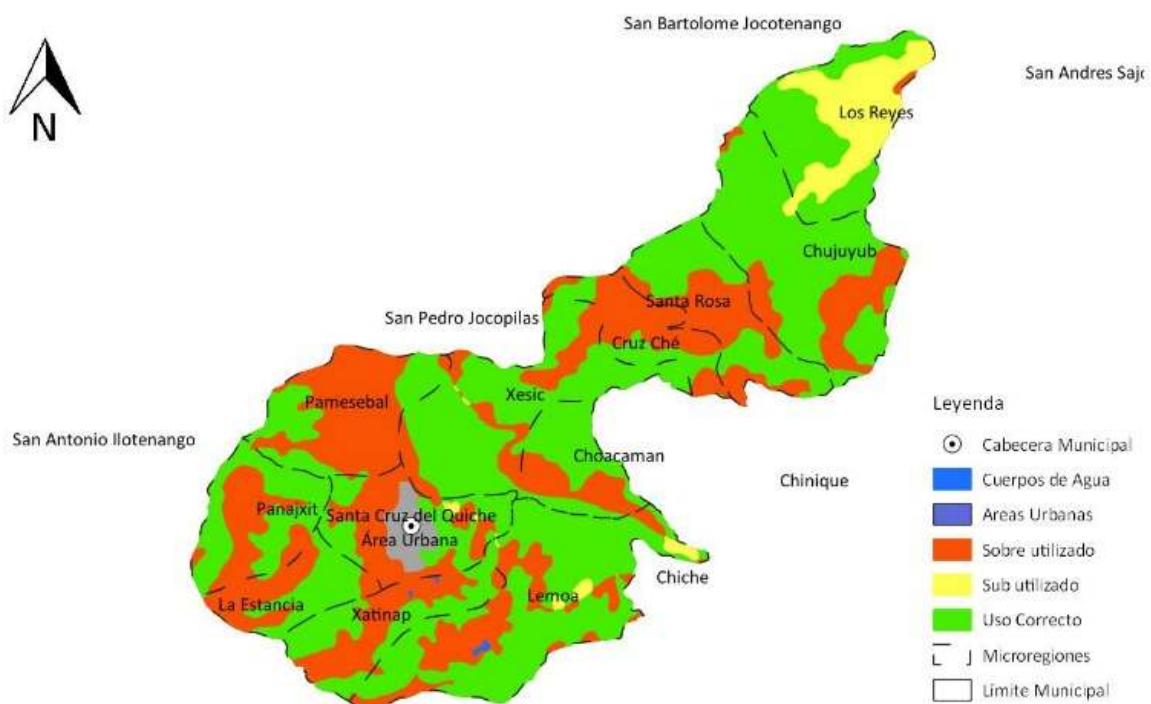 San Bartolome Jocotenango
San Andres Sajc
N
Los Reyes
Chujuyub
Santa Rosa
San Pedro Jocopilas
Cruz Ché
Xesic
Pamesebal
San Antonio Ilotenango
Choacaman
Chinique
Panajxit
Santa Cruz del Quiche
Área Urbana
Chiche
Lemoa
La Estancia
Xatinap
Leyenda
Cabecera Municipal
Cuerpos de Agua
Areas Urbanas
Sobre utilizado
Sub utilizado
Uso Correcto
Microregiones
Límite Municipal